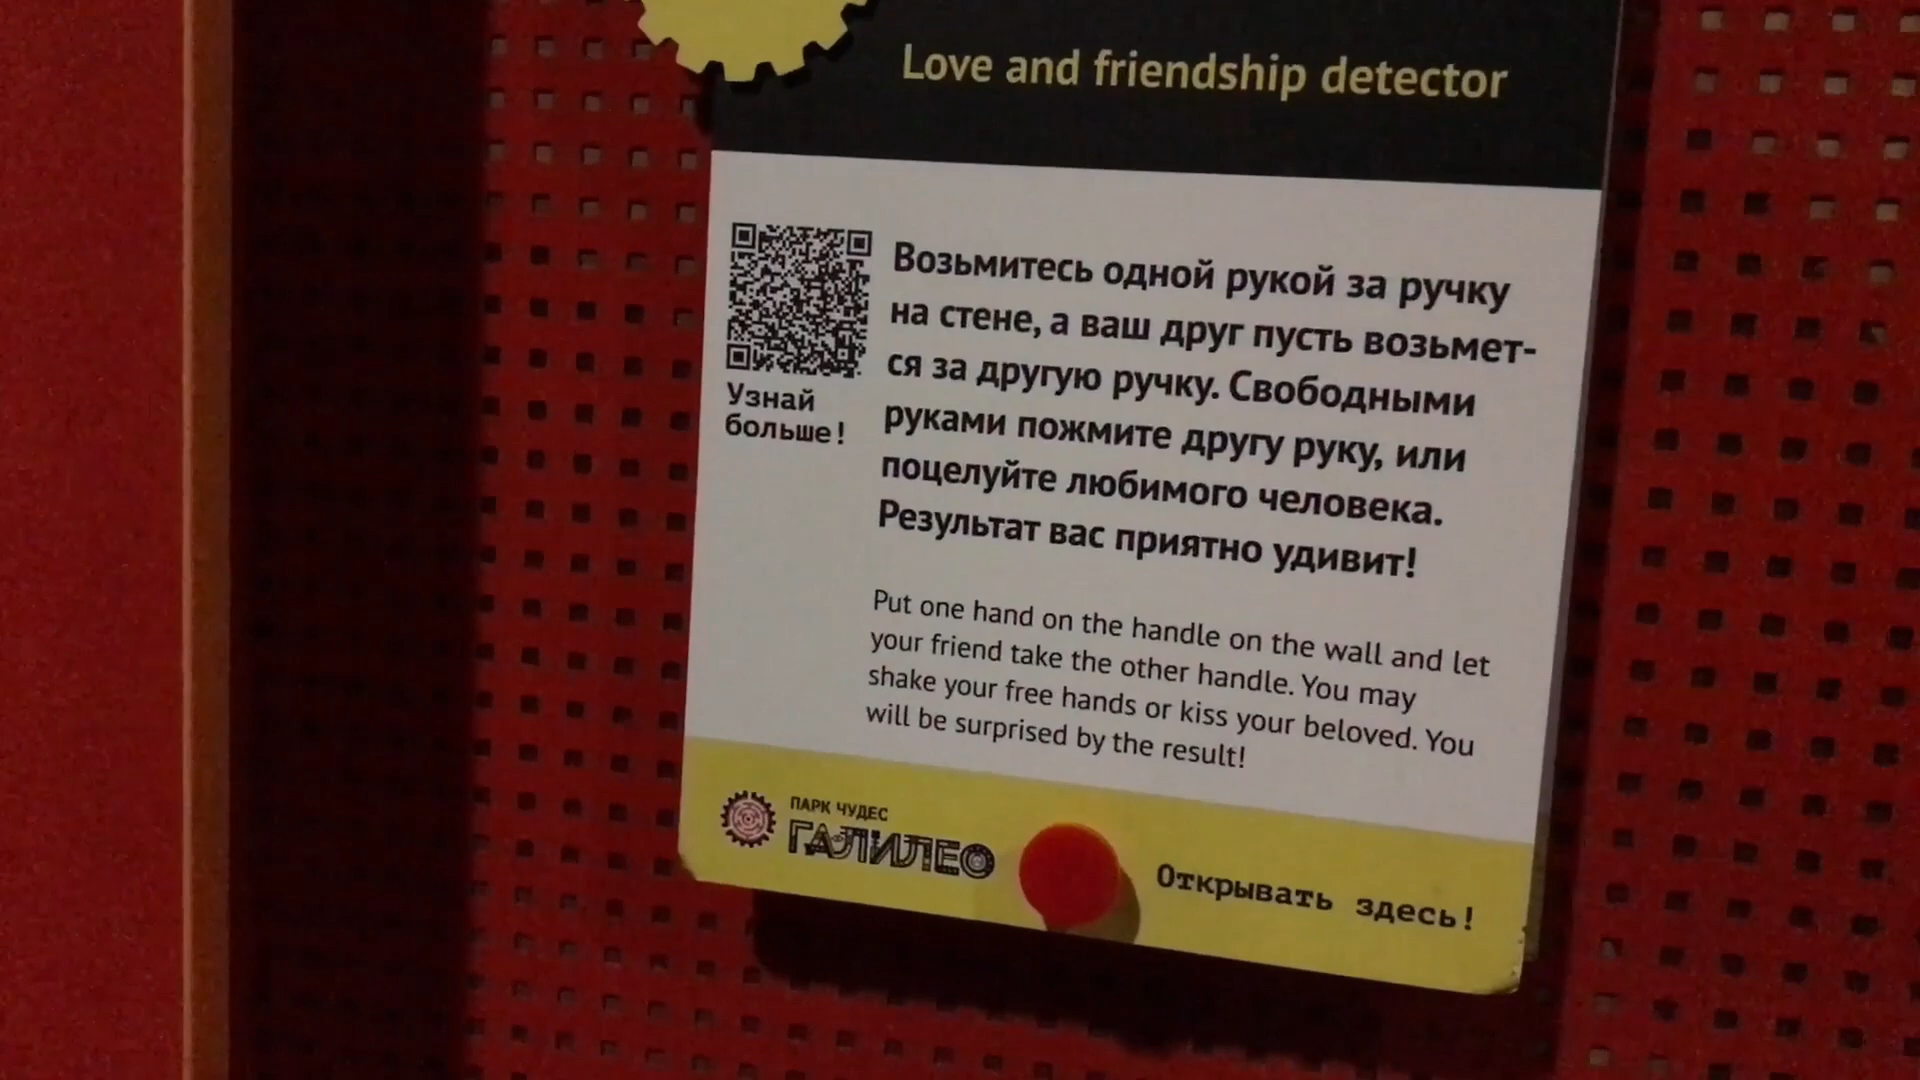 Love and friendship detector
Возьмитесь одной рукой за ручку
на стене, а ваш друг пусть возьмет-
ся за другую ручку. Свободными
руками пожмите другу руку, или
поцелуйте любимого человека.
Результат вас приятно удивит!
Узнай
больше!
Put one hand on the handle on the wall and let
your friend take the other handle. You may
shake your free hands or kiss your beloved. You
will be surprised by the result!
ПАРК ЧУДЕС
ГАЛИЛЕО
Открывать здесь!